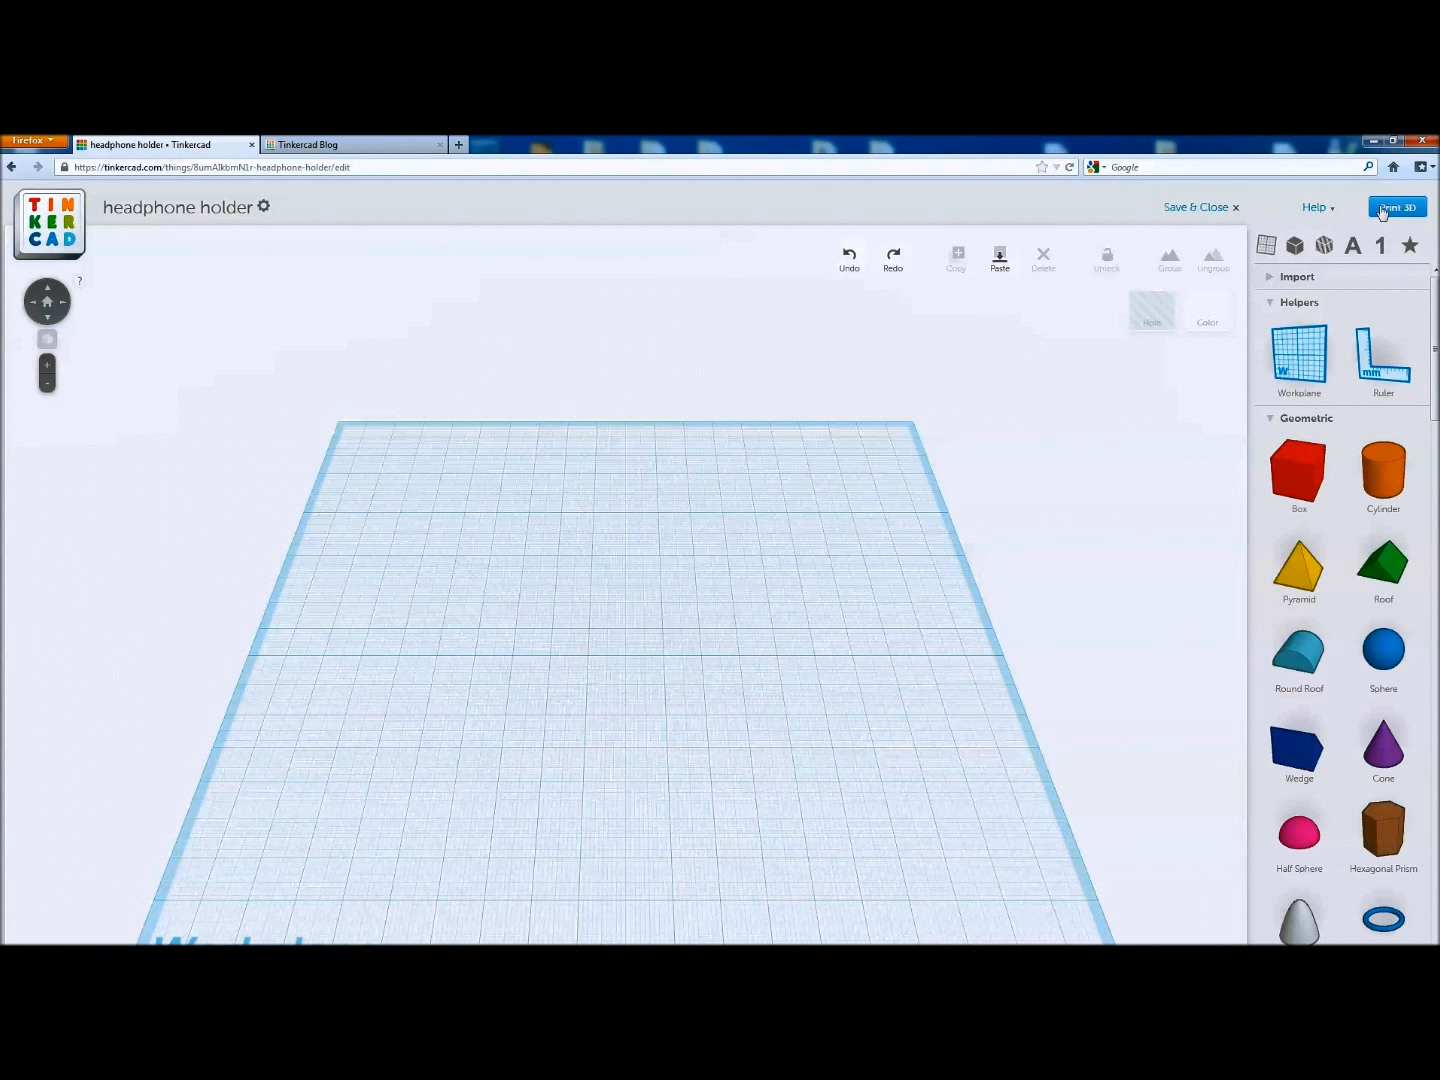 Firefox
headphone holder • Tinkercad
Tinkercad Blog
https://tinkercad.com/things/8umAlkbmN1r-headphone-holder/edit
Google
TIN
KER
CAD
headphone holder
Save & Close x
Help
Print 3D
?
Undo
Redo
Copy
Paste
Delete
Unlock
Group
Ungroup
A
1
Import
Hole
Color
Helpers
W
mm
Workplane
Ruler
Geometric
Box
Cylinder
Pyramid
Roof
Round Roof
Sphere
Wedge
Cone
Half Sphere
Hexagonal Prism